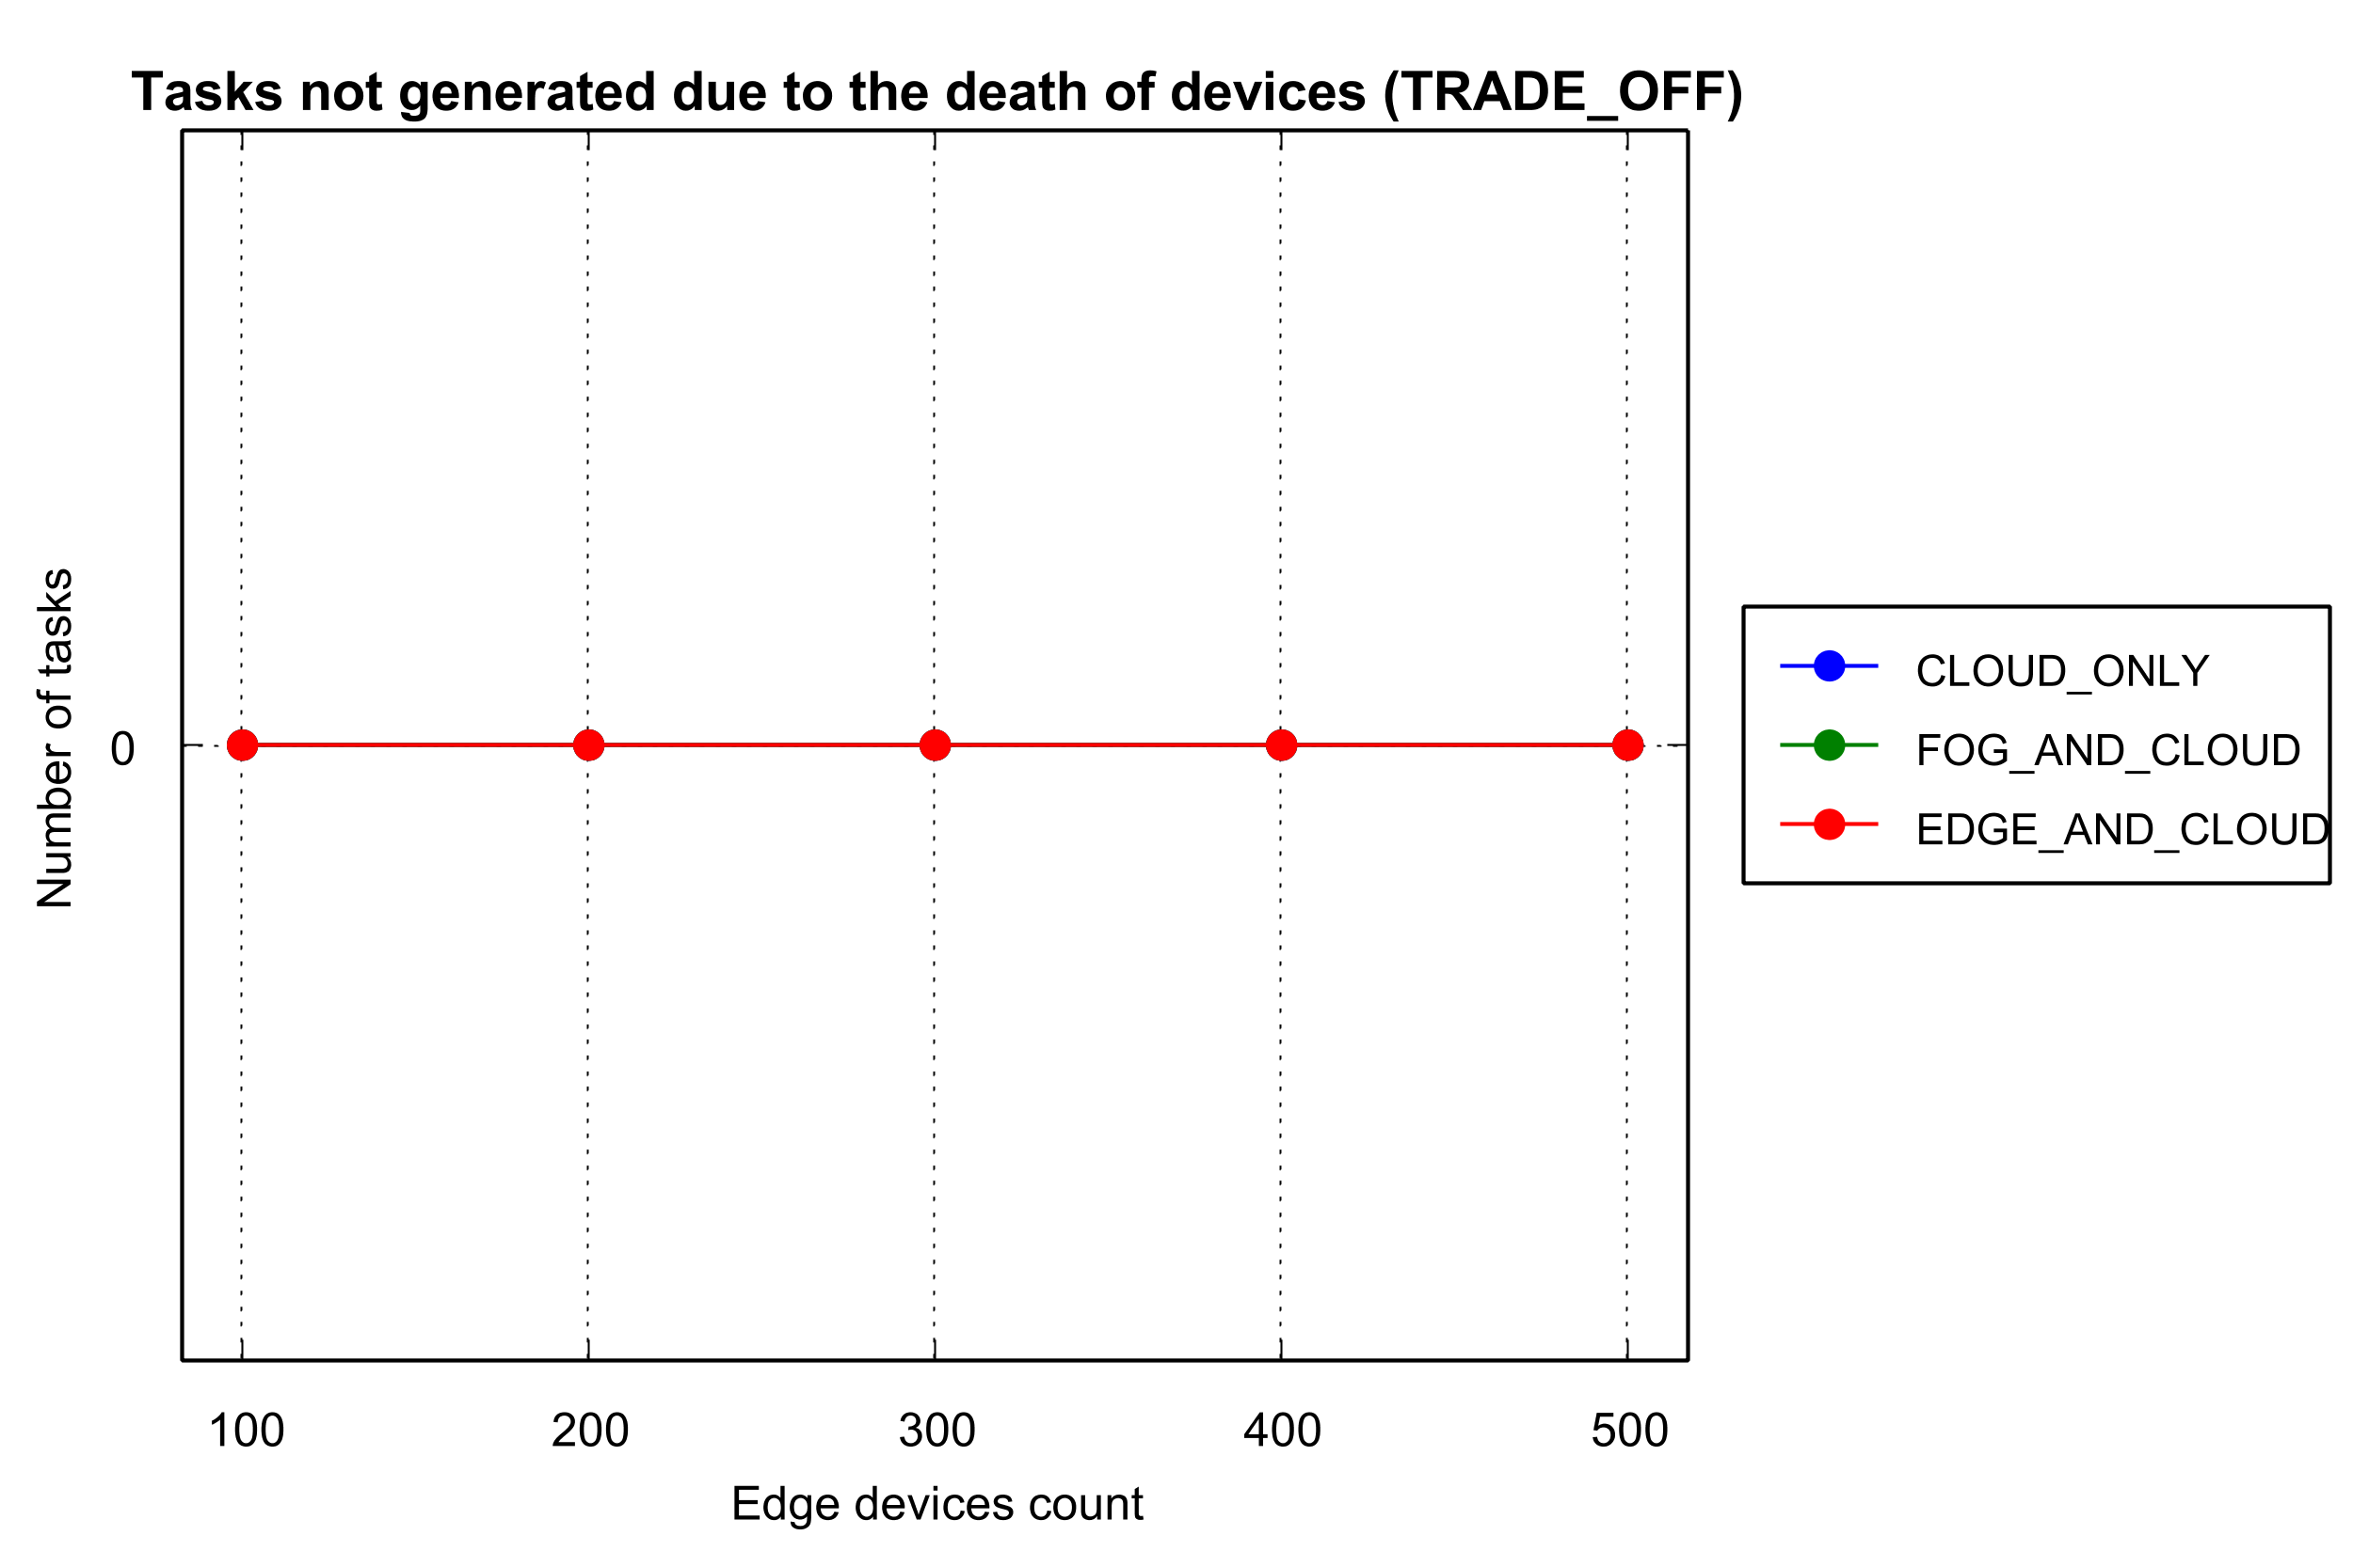 Tasks not generated due to the death of devices (TRADE_OFF)
Number of tasks
0
CLOUD_ONLY
FOG_AND_CLOUD
EDGE_AND_CLOUD
100 200 300 400 500
Edge devices count